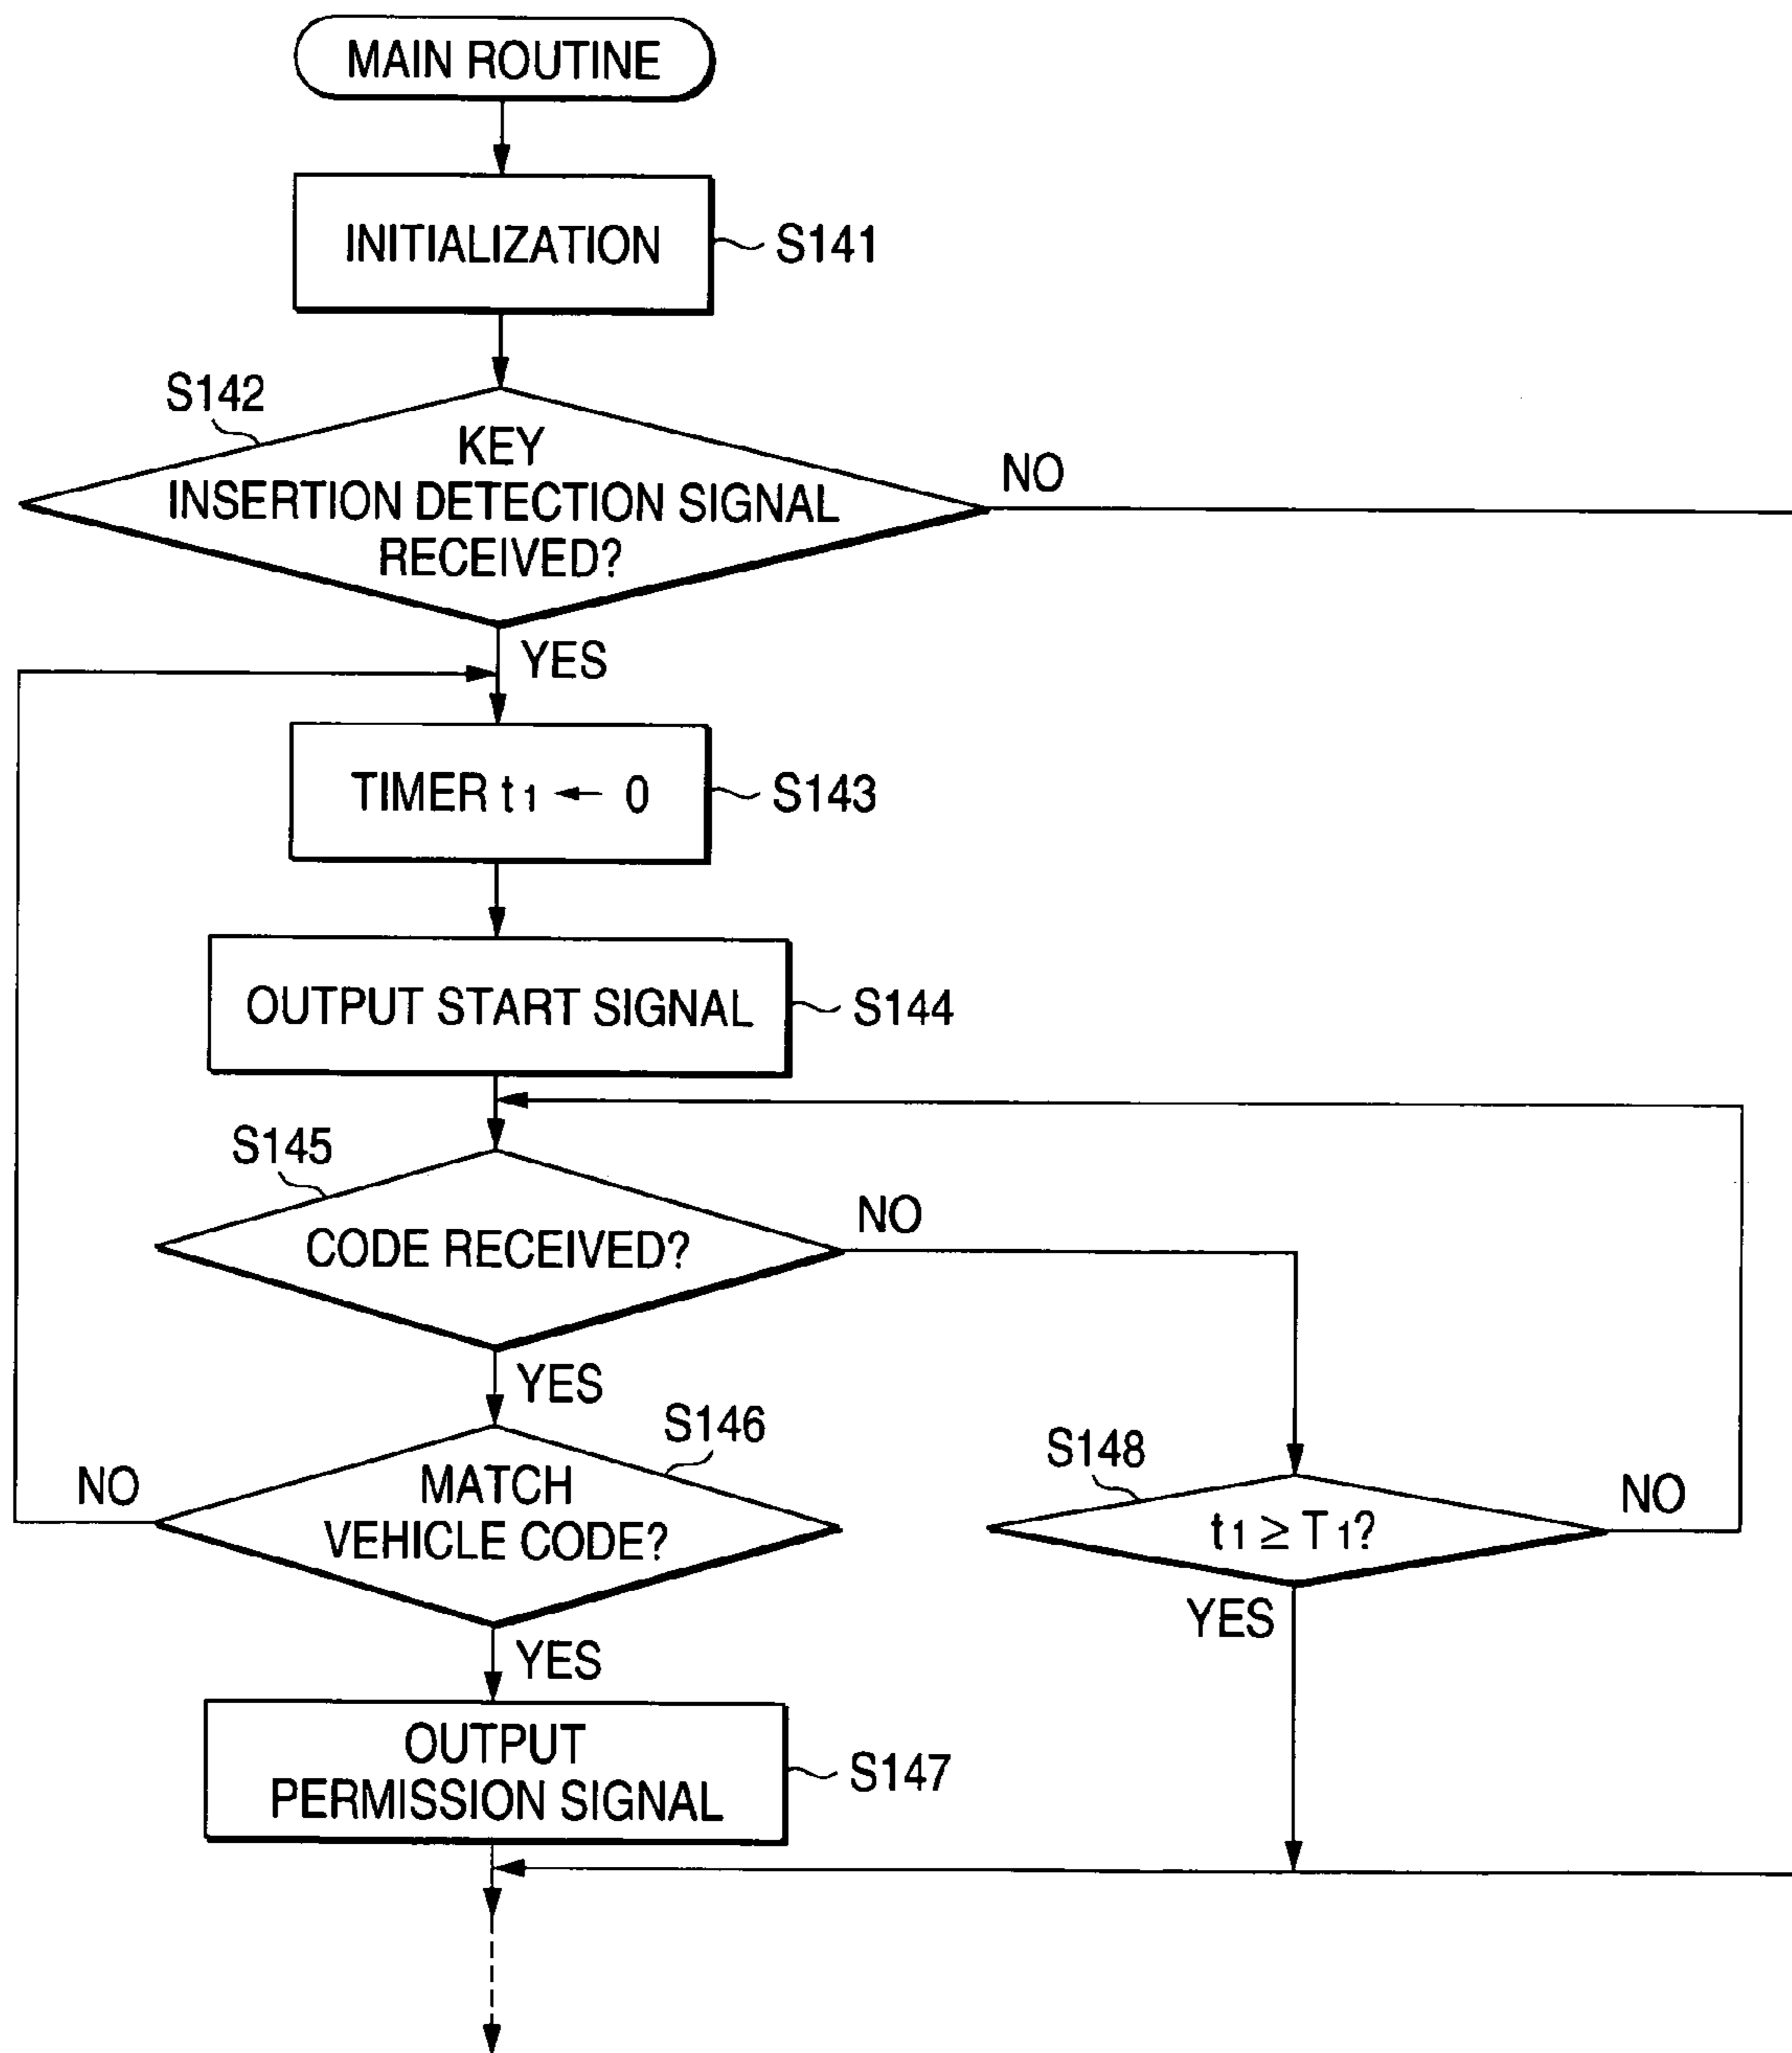 MAIN ROUTINE
INITIALIZATION
S141
S142
KEY
INSERTION DETECTION SIGNAL
RECEIVED?
NO
YES
TIMER t1 ← 0
S143
OUTPUT START SIGNAL
S144
S145
CODE RECEIVED?
NO
YES
S146
MATCH
VEHICLE CODE?
NO
YES
S148
t1 ≥ T1?
NO
YES
OUTPUT
PERMISSION SIGNAL
S147